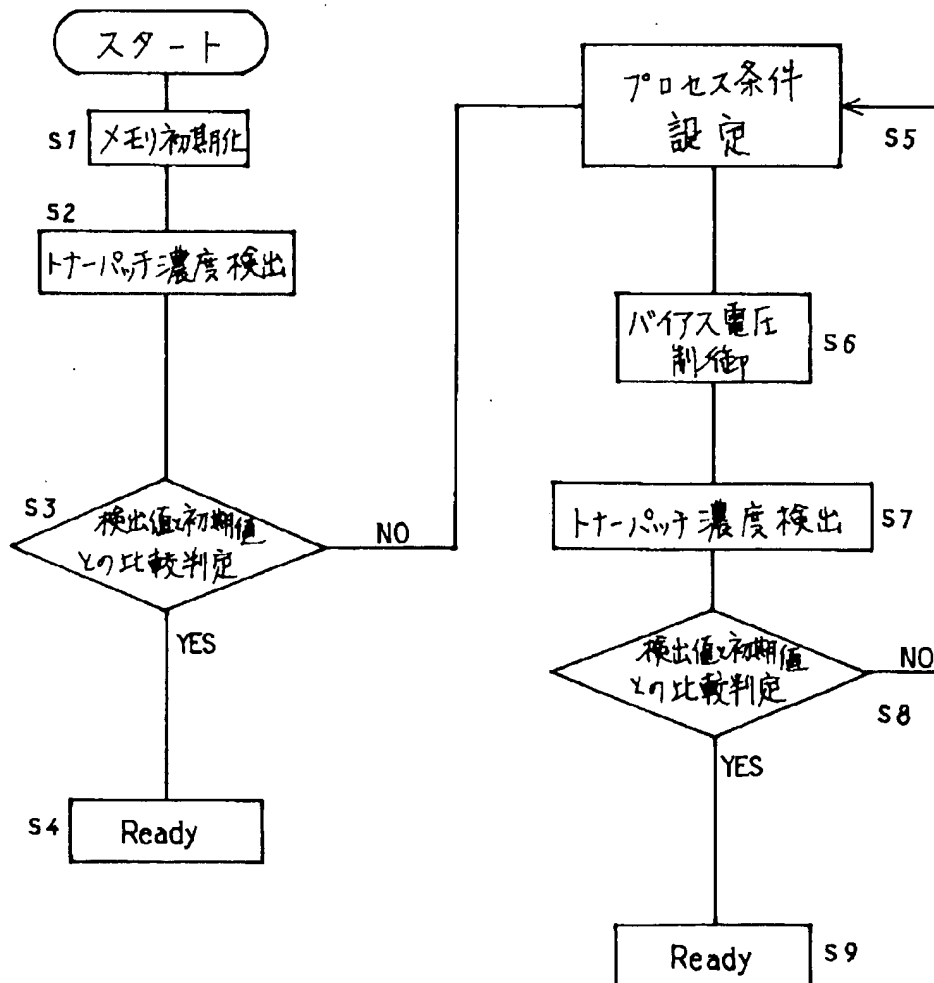 スタート
S1
メモリ初期化
S2
トナーパッチ濃度検出
S3
検出値と初期値
との比較判定
NO
YES
S4
Ready
プロセス条件
設定
S5
バイアス電圧
制御
S6
トナーパッチ濃度検出
S7
検出値と初期値
との比較判定
NO
S8
YES
Ready
S9